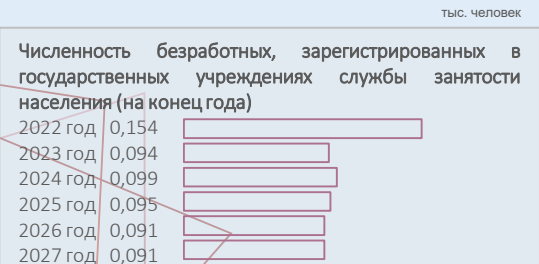 тыс. человек
Численность безработных, зарегистрированных в
государственных учреждениях службы занятости
населения (на конец года)
2022 год 0,154
2023 год 0,094
2024 год 0,099
2025 год 0,095
2026 год 0,091
2027 год 0,091